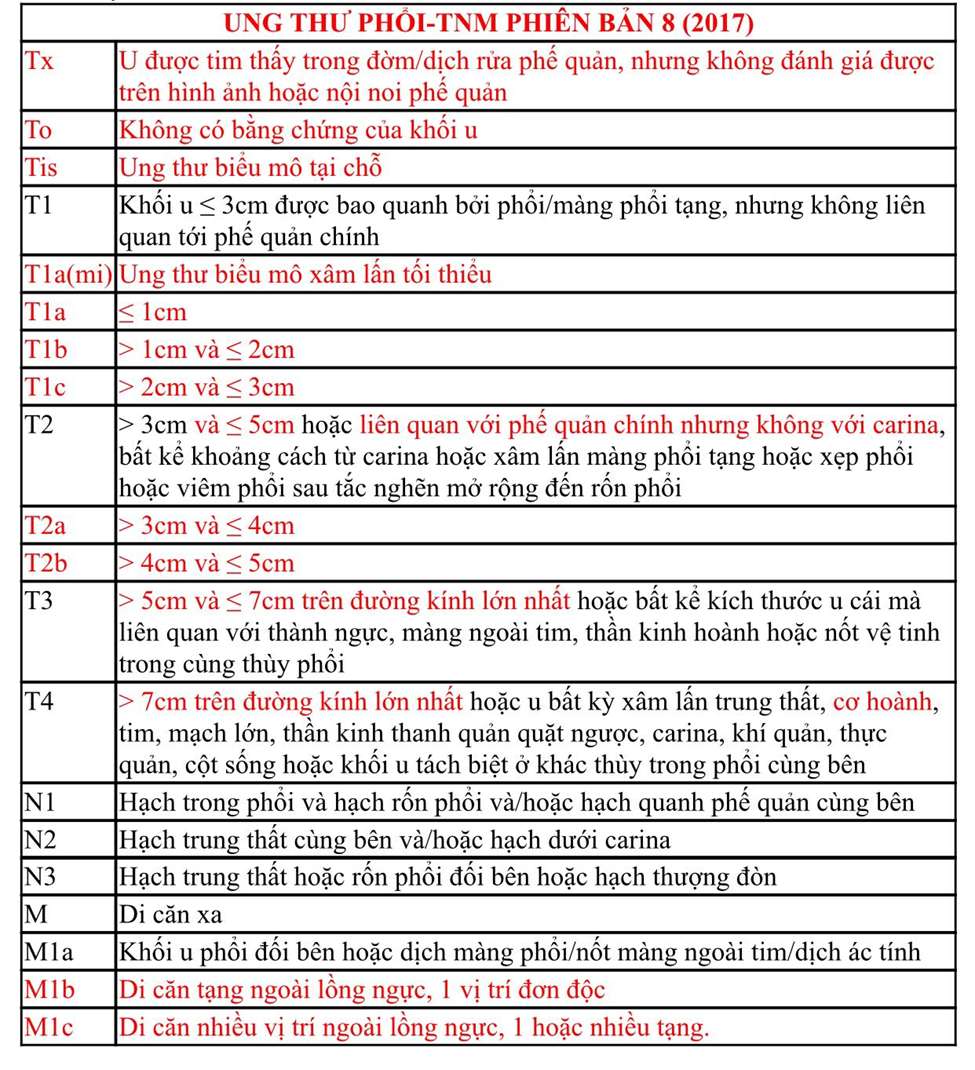 UNG THƯ PHỔI-TNM PHIÊN BẢN 8 (2017)
Tx U được tim thấy trong đờm/dịch rửa phế quản, nhưng không đánh giá được
trên hình ảnh hoặc nội noi phế quản
To Không có bằng chứng của khối u
Tis Ung thư biểu mô tại chỗ
T1 Khối u ≤ 3cm được bao quanh bởi phổi/màng phổi tạng, nhưng không liên
quan tới phế quản chính
T1a(mi) Ung thư biểu mô xâm lấn tối thiểu
T1a ≤ 1cm
T1b > 1cm và ≤ 2cm
T1c > 2cm và ≤ 3cm
T2 > 3cm và ≤ 5cm hoặc liên quan với phế quản chính nhưng không với carina,
bất kể khoảng cách từ carina hoặc xâm lấn màng phổi tạng hoặc xẹp phổi
hoặc viêm phổi sau tắc nghẽn mở rộng đến rốn phổi
T2a > 3cm và ≤ 4cm
T2b > 4cm và ≤ 5cm
T3 > 5cm và ≤ 7cm trên đường kính lớn nhất hoặc bất kể kích thước u cái mà
liên quan với thành ngực, màng ngoài tim, thần kinh hoành hoặc nốt vệ tinh
trong cùng thùy phổi
T4 > 7cm trên đường kính lớn nhất hoặc u bất kỳ xâm lấn trung thất, cơ hoành,
tim, mạch lớn, thần kinh thanh quản quặt ngược, carina, khí quản, thực
quản, cột sống hoặc khối u tách biệt ở khác thùy trong phổi cùng bên
N1 Hạch trong phổi và hạch rốn phổi và/hoặc hạch quanh phế quản cùng bên
N2 Hạch trung thất cùng bên và/hoặc hạch dưới carina
N3 Hạch trung thất hoặc rốn phổi đối bên hoặc hạch thượng đòn
M Di căn xa
M1a Khối u phổi đối bên hoặc dịch màng phổi/nốt màng ngoài tim/dịch ác tính
M1b Di căn tạng ngoài lồng ngực, 1 vị trí đơn độc
M1c Di căn nhiều vị trí ngoài lồng ngực, 1 hoặc nhiều tạng.